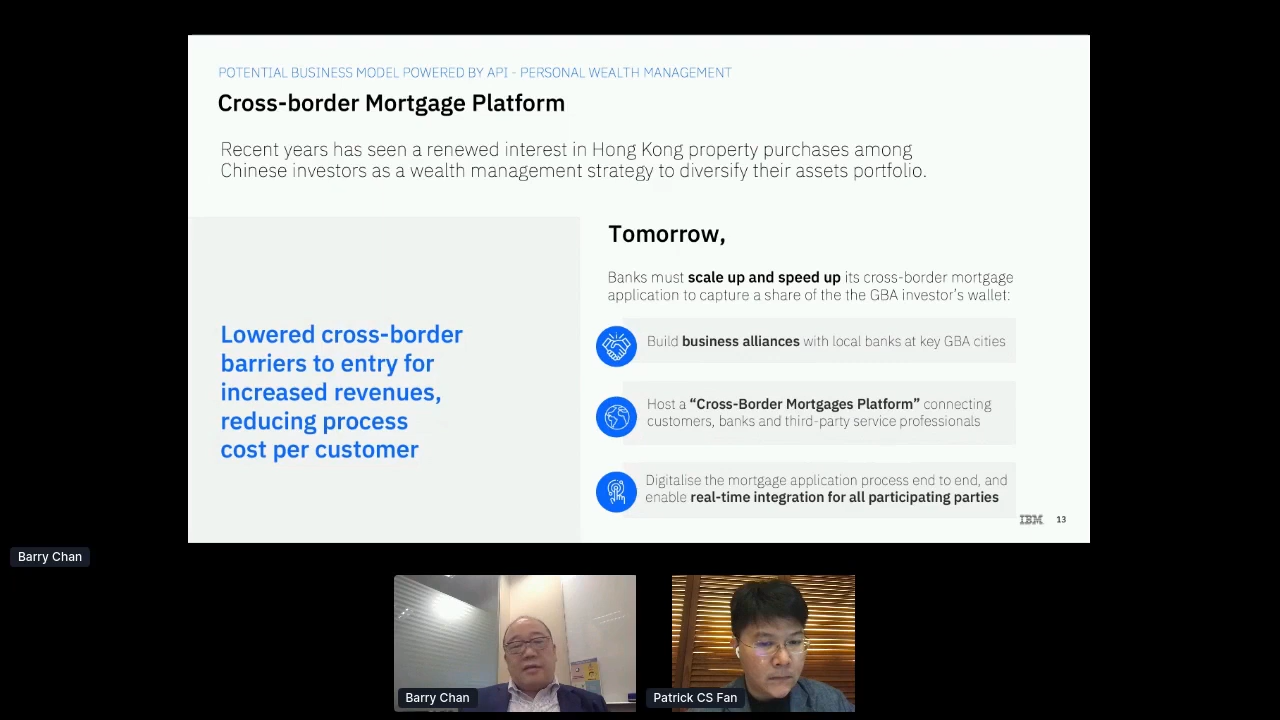 POTENTIAL BUSINESS MODEL POWERED BY API - PERSONAL WEALTH MANAGEMENT
Cross-border Mortgage Platform
Recent years has seen a renewed interest in Hong Kong property purchases among
Chinese investors as a wealth management strategy to diversify their assets portfolio.
Lowered cross-border
barriers to entry for
increased revenues,
reducing process
cost per customer
Tomorrow,
Banks must scale up and speed up its cross-border mortgage
application to capture a share of the the GBA investor's wallet:
Build business alliances with local banks at key GBA cities
Host a “Cross-Border Mortgages Platform” connecting
customers, banks and third-party service professionals
Digitalise the mortgage application process end to end, and
enable real-time integration for all participating parties
IBM 13
Barry Chan
Barry Chan
Patrick CS Fan